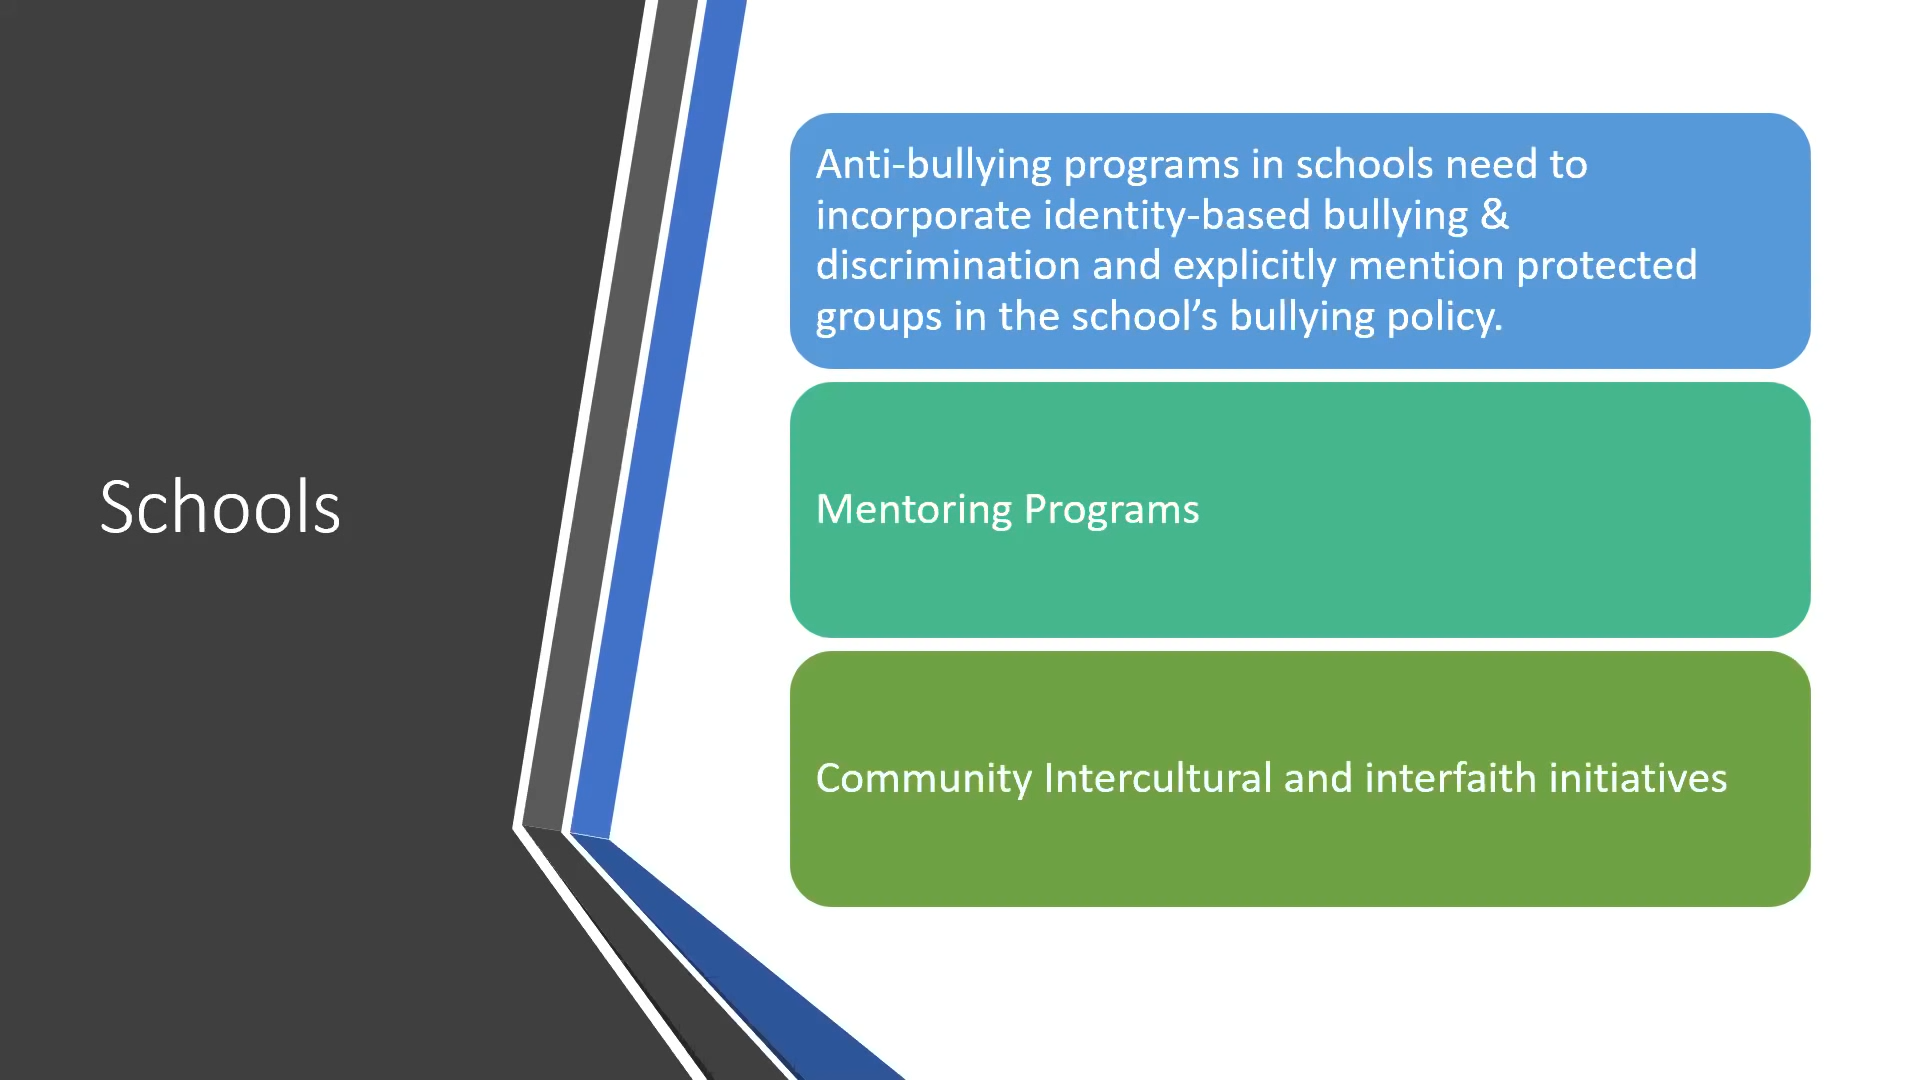 Schools
Anti-bullying programs in schools need to
incorporate identity-based bullying &
discrimination and explicitly mention protected
groups in the school’s bullying policy.
Mentoring Programs
Community Intercultural and interfaith initiatives